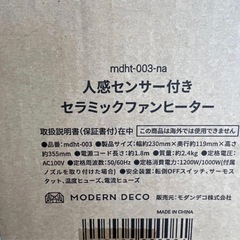 mdht-003-na
人感センサー付き
セラミックファンヒーター
取扱説明書(保証書付)在中 この商品は海外では使用できません
●品番:mdht-003 ●製品サイズ:幅約230mm×奥行約119mm×高さ
約355mm ●電源コード長さ:約1.8m ●質量:約2.4kg ●定格電圧:
AC100V ●定格周波数:50/60Hz ●消費電力:1200W/1000W(付属
ノズルを取り付けた場合) ●安全装置:転倒OFFスイッチ、サーモス
タット、温度ヒューズ、電流ヒューズ
MODERN DECO 販売元:モダンデコ株式会社
MADE IN CHINA